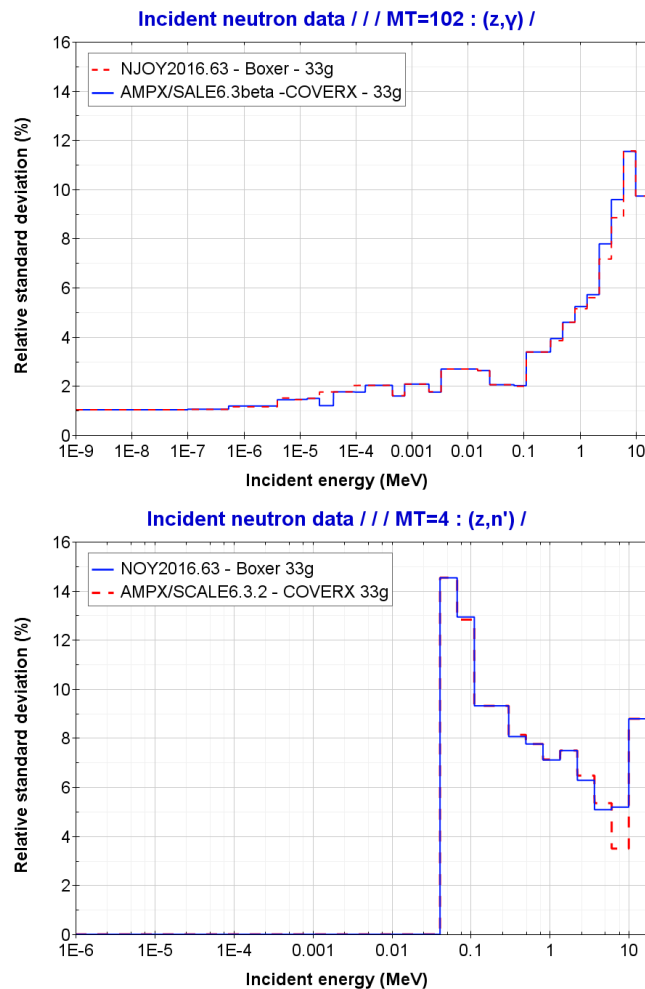 Incident neutron data / / / MT=102 : (z,γ) /
16
14
12
10
8
6
4
2
0
Relative standard deviation (%)
NJOY2016.63 - Boxer - 33g
AMPX/SALE6.3beta -COVERX - 33g
1E-9 1E-8 1E-7 1E-6 1E-5 1E-4 0.001 0.01 0.1 1 10
Incident energy (MeV)
Incident neutron data / / / MT=4 : (z,n') /
16
14
12
10
8
6
4
2
0
Relative standard deviation (%)
NOY2016.63 - Boxer 33g
AMPX/SCALE6.3.2 - COVERX 33g
1E-6 1E-5 1E-4 0.001 0.01 0.1 1 10
Incident energy (MeV)